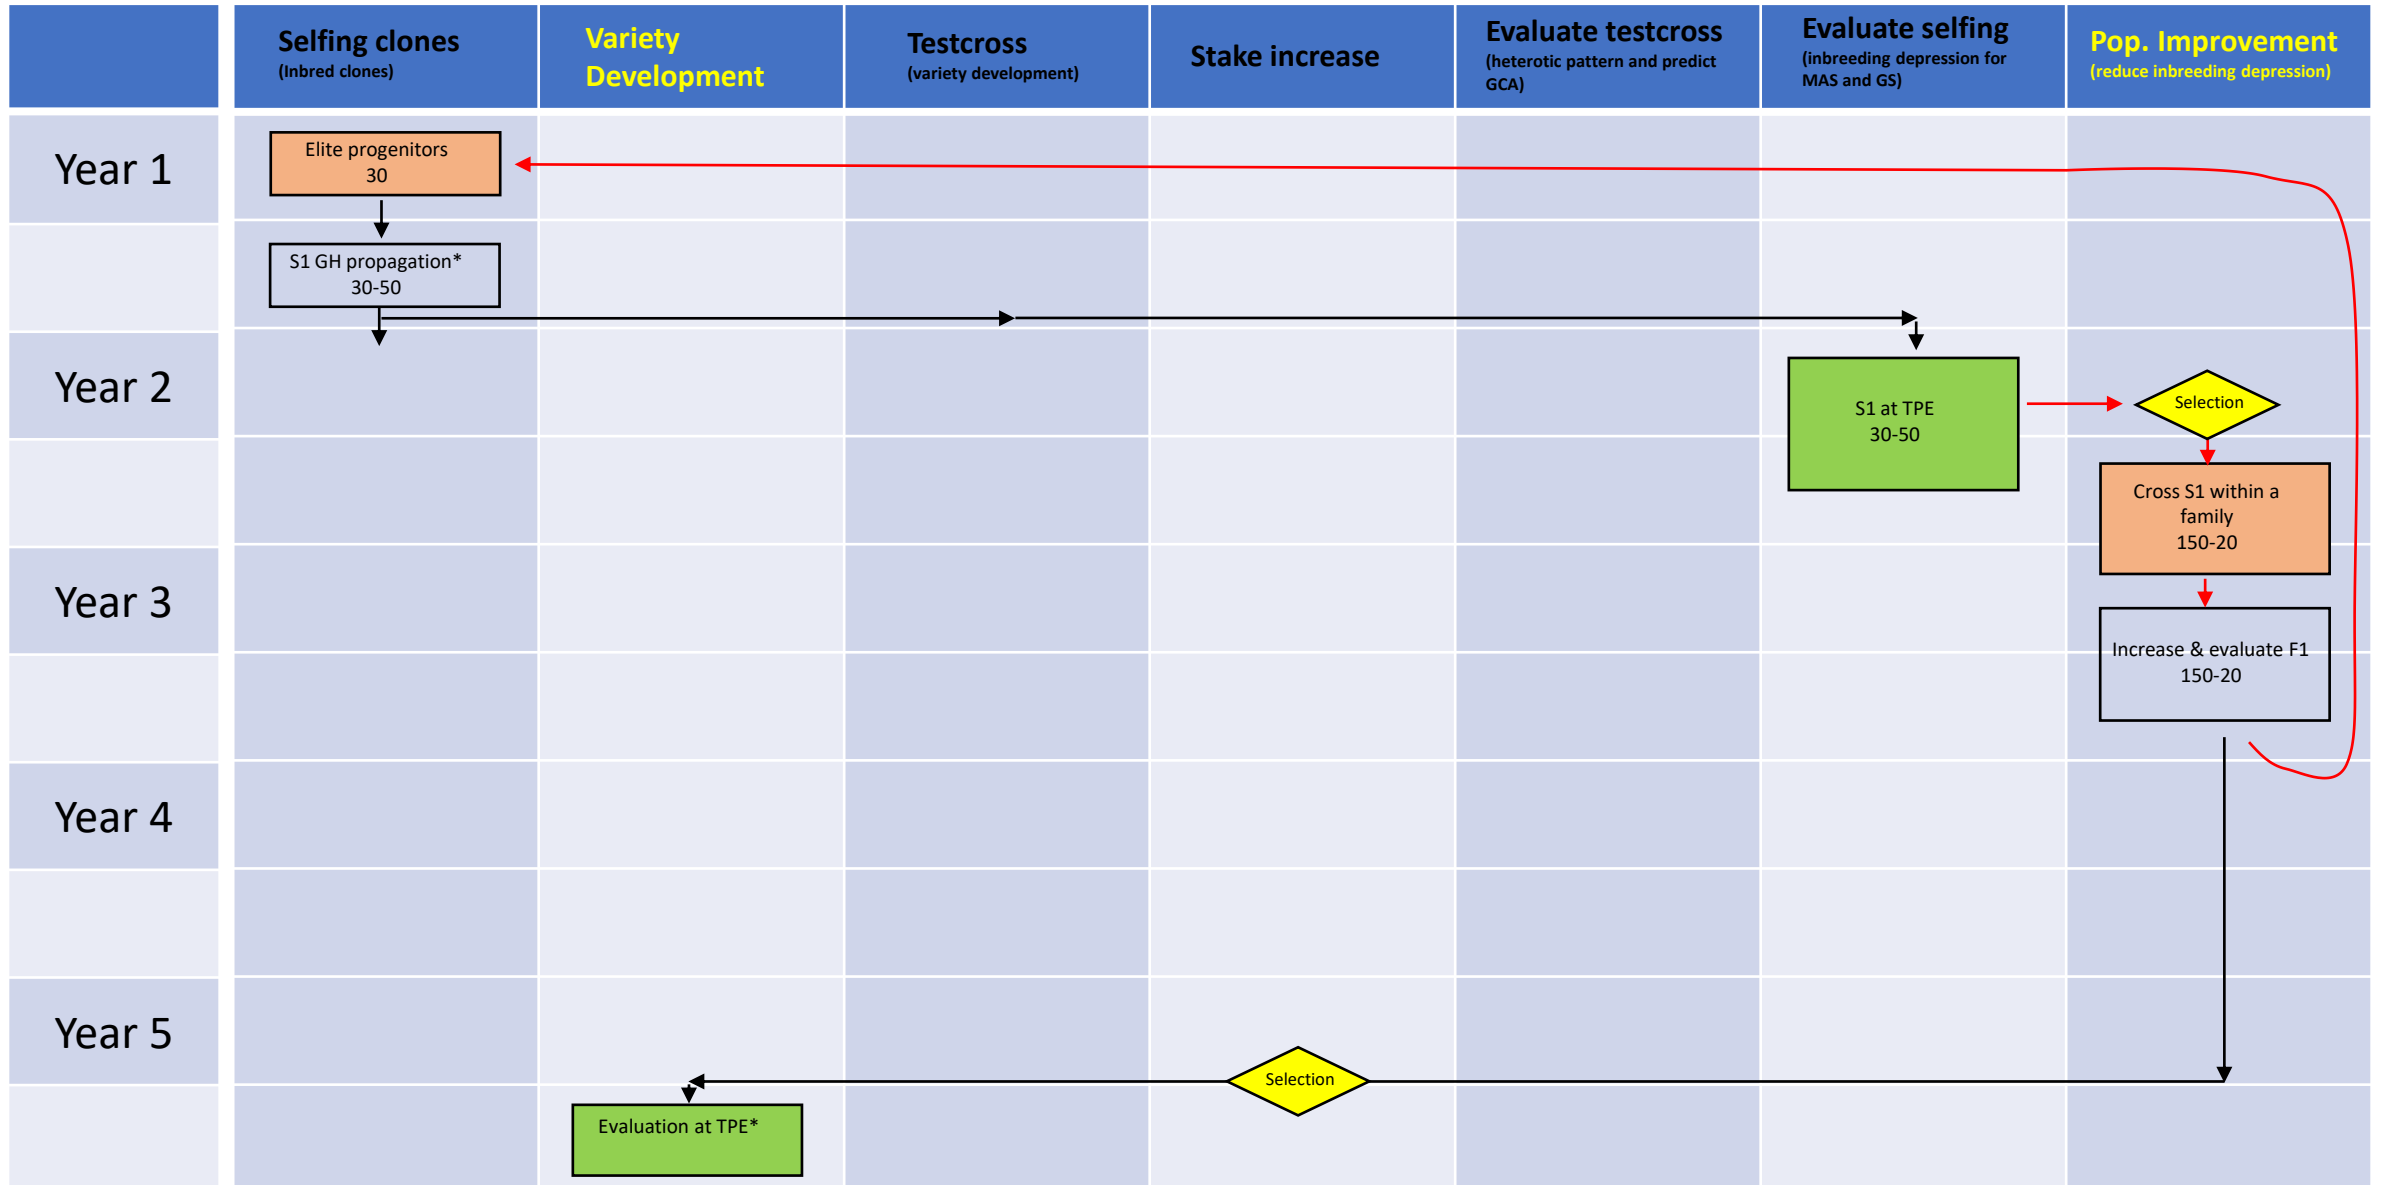 Selfing clones
(Inbred clones)
Variety
Development
Testcross
(variety development)
Stake increase
Evaluate testcross
(heterotic pattern and predict
GCA)
Evaluate selfing
(inbreeding depression for
MAS and GS)
Pop. Improvement
(reduce inbreeding depression)
Year 1
Elite progenitors
30
S1 GH propagation*
30-50
Year 2
S1 at TPE
30-50
Selection
Cross S1 within a
family
150-20
Year 3
Increase & evaluate F1
150-20
Year 4
Year 5
Selection
Evaluation at TPE*